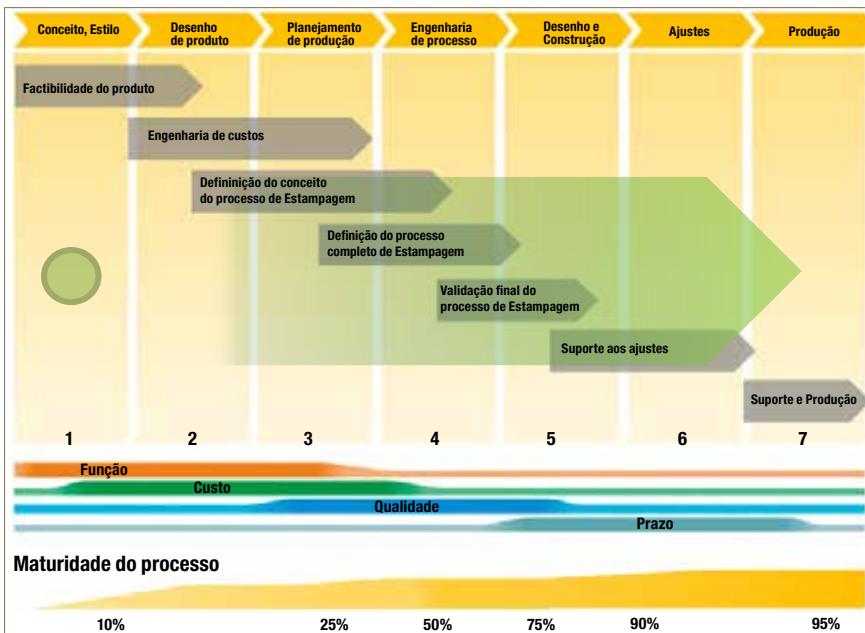 Conceito, Estilo
Desenho
de produto
Planejamento
de produção
Engenharia
de processo
Desenho e
Construção
Ajustes
Produção
Factibilidade do produto
Engenharia de custos
Defininição do conceito
do processo de Estampagem
Definição do processo
completo de Estampagem
Validação final do
processo de Estampagem
Suporte aos ajustes
Suporte e Produção
1 2 3 4 5 6 7
Função
Custo
Qualidade
Prazo
Maturidade do processo
10% 25% 50% 75% 90% 95%